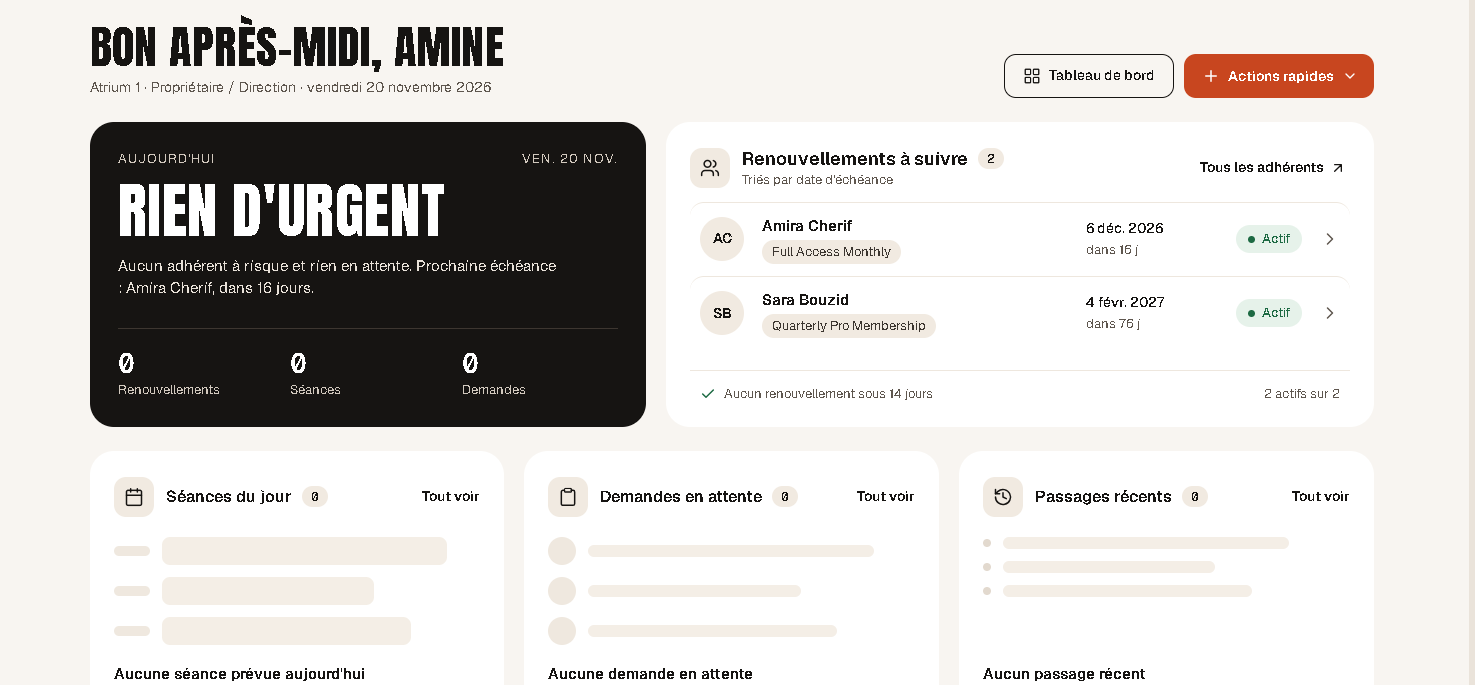 BON APRÈS-MIDI, AMINE
Atrium 1 · Propriétaire / Direction · vendredi 20 novembre 2026
Tableau de bord
Actions rapides
AUJOURD'HUI
VEN. 20 NOV.
RIEN D'URGENT
Aucun adhérent à risque et rien en attente. Prochaine échéance
: Amira Cherif, dans 16 jours.
0
Renouvellements
0
Séances
0
Demandes
Renouvellements à suivre 2
Triés par date d'échéance
Tous les adhérents
AC
Amira Cherif
Full Access Monthly
6 déc. 2026
dans 16 j
Actif
SB
Sara Bouzid
Quarterly Pro Membership
4 févr. 2027
dans 76 j
Actif
Aucun renouvellement sous 14 jours
2 actifs sur 2
Séances du jour 0
Tout voir
Aucune séance prévue aujourd'hui
Demandes en attente 0
Tout voir
Aucune demande en attente
Passages récents 0
Tout voir
Aucun passage récent